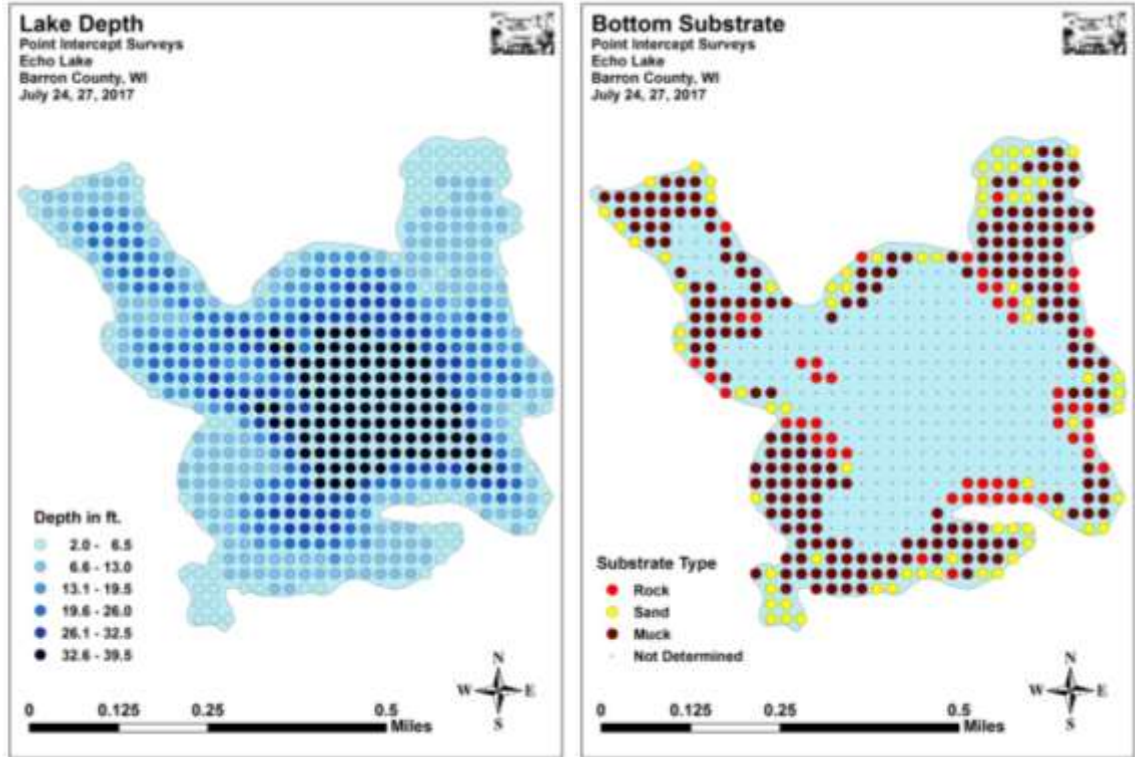 Lake Depth
Point Intercept Surveys
Echo Lake
Barron County, WI
July 24, 27, 2017
Depth in ft.
2.0 - 6.5
6.6 - 13.0
13.1 - 19.5
19.6 - 26.0
26.1 - 32.5
32.6 - 39.5
N
W E
S
0 0.125 0.25 0.5
Miles
Bottom Substrate
Point Intercept Surveys
Echo Lake
Barron County, WI
July 24, 27, 2017
Substrate Type
Rock
Sand
Muck
Not Determined
N
W E
S
0 0.125 0.25 0.5
Miles